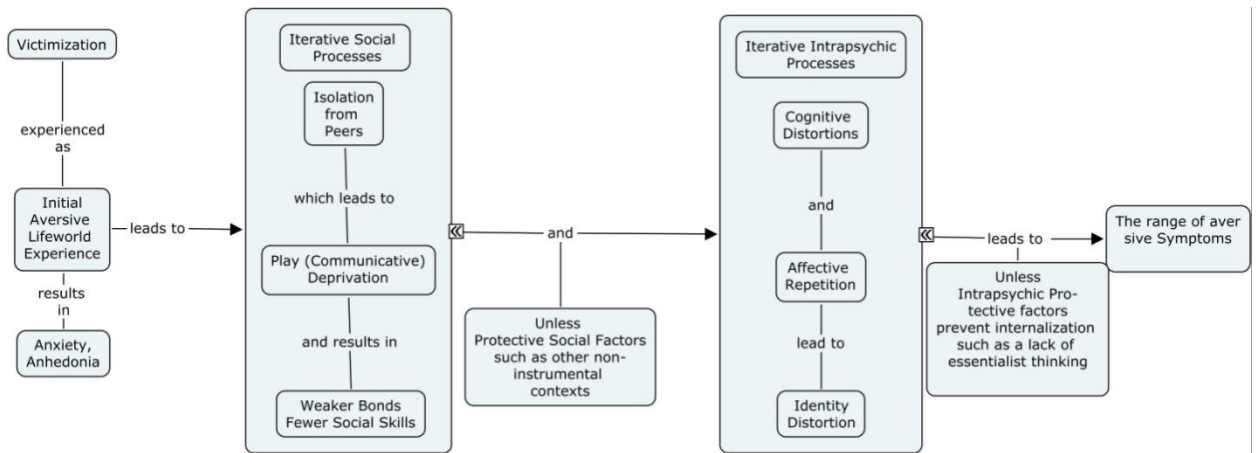 Victimization
experienced
as
Initial
Aversive
Lifeworld
Experience
results
in
Anxiety,
Anhedonia
leads to
Iterative Social
Processes
Isolation
from
Peers
which leads to
Play (Communicative)
Deprivation
and results in
Weaker Bonds
Fewer Social Skills
and
Unless
Protective Social Factors
such as other non-
instrumental
contexts
Iterative Intrapsychic
Processes
Cognitive
Distortions
and
Affective
Repetition
lead to
Identity
Distortion
leads to
Unless
Intrapsychic Pro-
tective factors
prevent internalization
such as a lack of
essentialist thinking
The range of aver
sive Symptoms